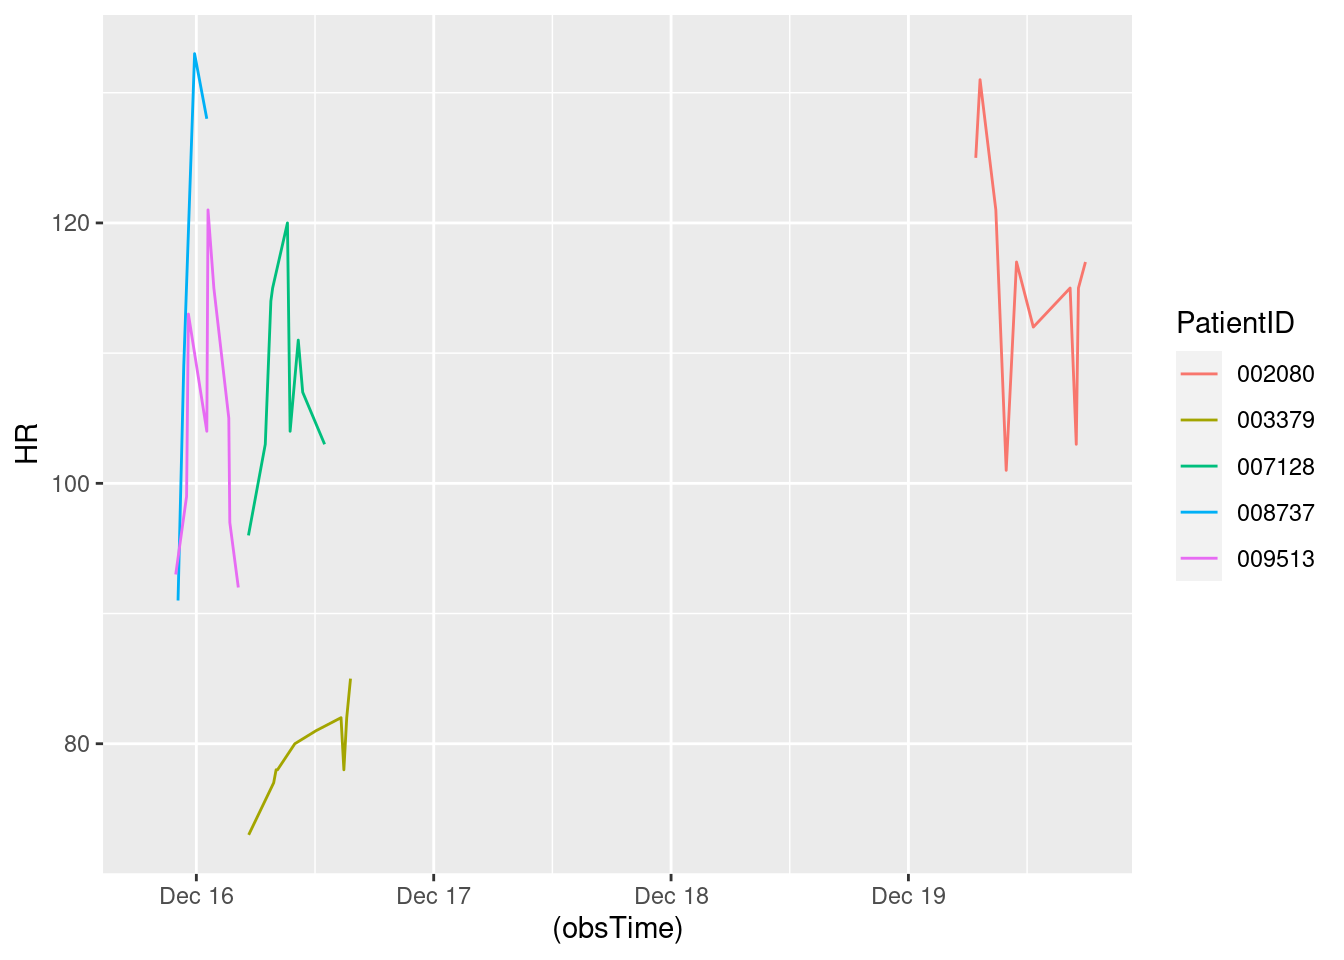 120
100
80
HR
Dec 16
Dec 17
Dec 18
Dec 19
(obsTime)
PatientID
002080
003379
007128
008737
009513